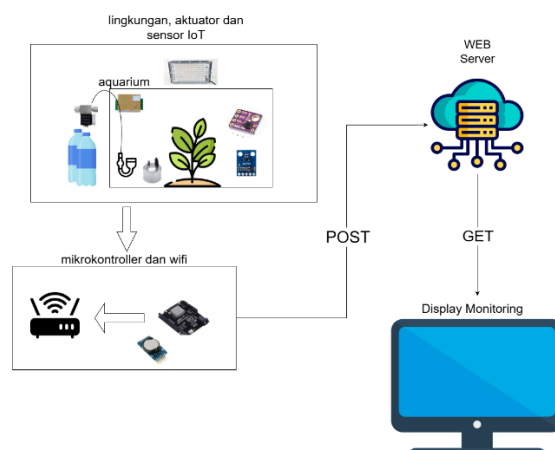 lingkungan, aktuator dan
sensor IoT
aquarium
WEB
Server
POST
GET
mikrokontroller dan wifi
Display Monitoring